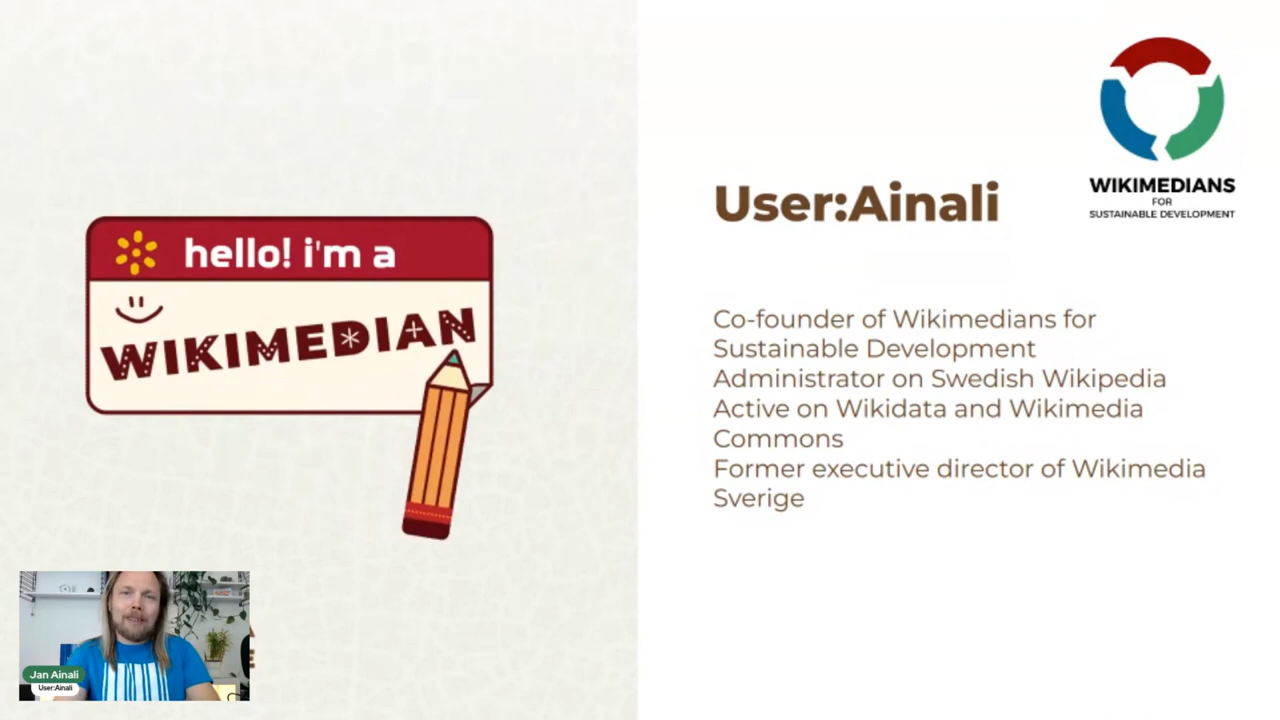 hello! i'm a
WIKIMEDIAN
WIKIMEDIANS
FOR
SUSTAINABLE DEVELOPMENT
User:Ainali
Co-founder of Wikimedians for
Sustainable Development
Administrator on Swedish Wikipedia
Active on Wikidata and Wikimedia
Commons
Former executive director of Wikimedia
Sverige
Jan Ainali
User:Ainali